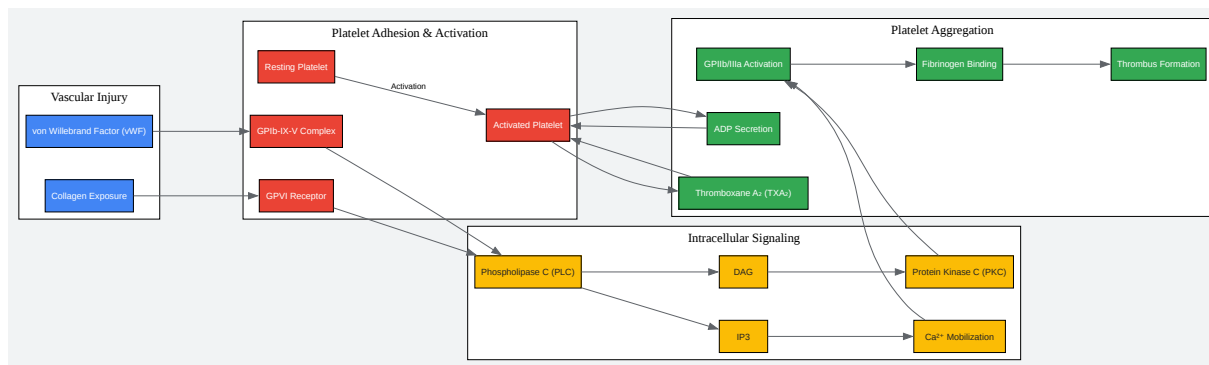 Vascular Injury
von Willebrand Factor (vWF)
Collagen Exposure
Platelet Adhesion & Activation
Resting Platelet
Activation
GPIb-IX-V Complex
Activated Platelet
GPVI Receptor
Platelet Aggregation
GPIIb/IIIa Activation
Fibrinogen Binding
Thrombus Formation
ADP Secretion
Thromboxane A₂ (TXA₂)
Intracellular Signaling
Phospholipase C (PLC)
DAG
Protein Kinase C (PKC)
IP3
Ca²⁺ Mobilization